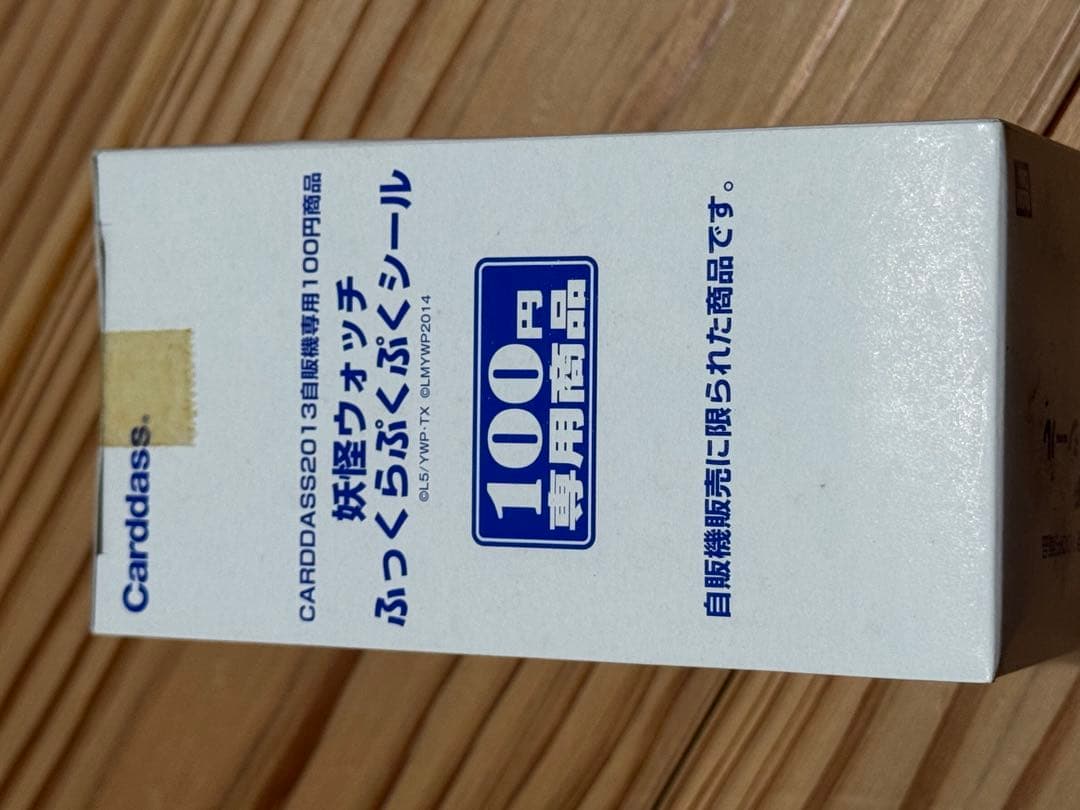 Carddass®
CARDDASS2013自販機専用100円商品
妖怪ウォッチ
ふっくらぷくぷくシール
©L5/YWP・TX ©LMYWP2014
100円
専用商品
自販機販売に限られた商品です。